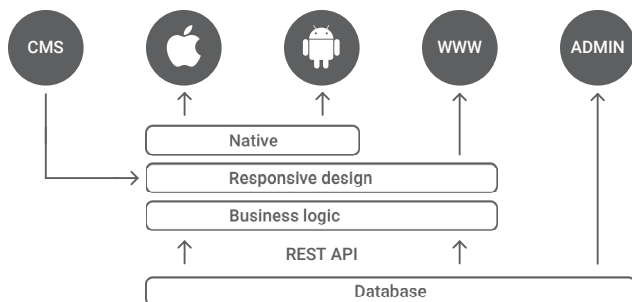 CMS
WWW
ADMIN
Native
Responsive design
Business logic
REST API
Database